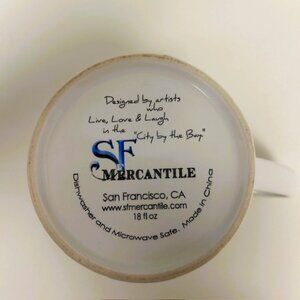 Designed by artists
who
Live, Love & Laugh
in the "City by the Bay"
SF
MERCANTILE
San Francisco, CA
www.sfmercantile.com
18 fl oz
Dishwasher and Microwave Safe. Made in China